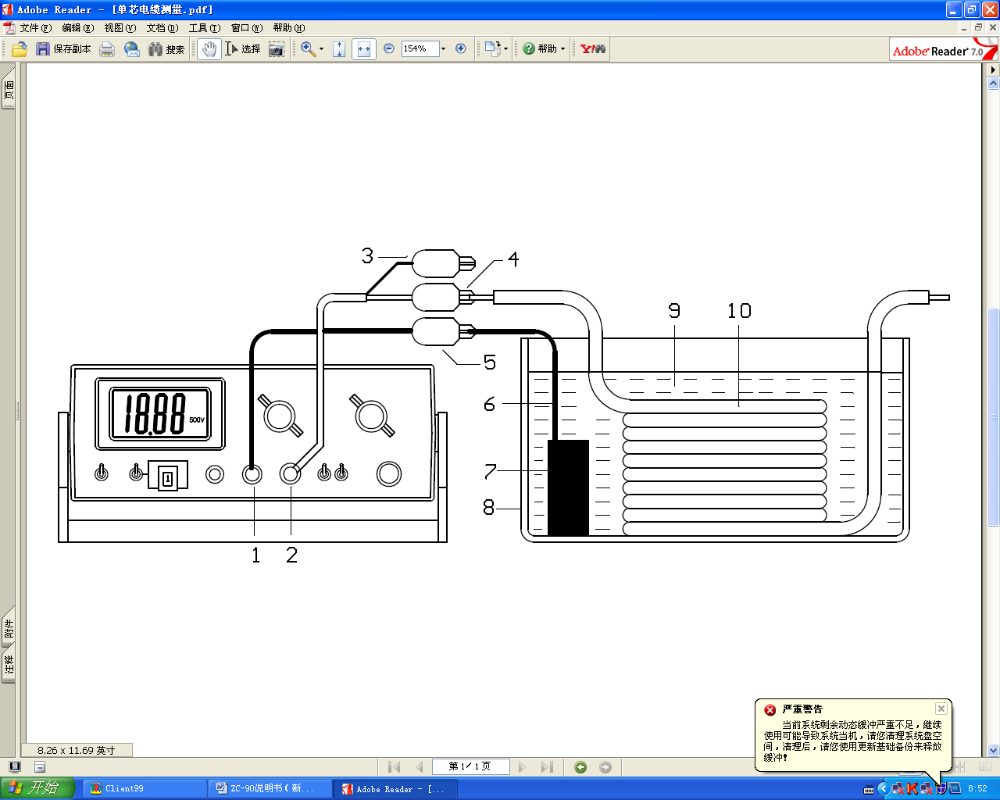 Adobe Reader - [单芯电缆测量.pdf]
文件(F) 编辑(E) 视图(V) 文档(D) 工具(T) 窗口(W) 帮助(H)
保存副本 搜索 选择 154% 帮助 Y! Adobe Reader 7.0
页面
3
4
9 10
5
18.88 500V
6
1
7
8
1 2
附件
注释
严重警告
当前系统剩余动态缓冲严重不足,继续
使用可能导致系统当机,请您清理系统盘空
间,清理后,请您使用更新基础备份来释放
缓冲!
8.26 x 11.69 英寸
第 1/1 页
开始 Client99 ZC-90说明书(新... Adobe Reader - [... 8:52